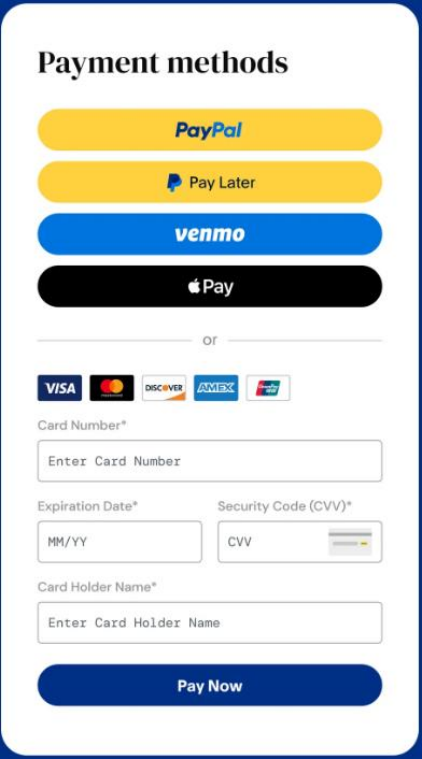 Payment methods
PayPal
Pay Later
venmo
Pay
or
VISA DISCOVER AMEX
Card Number*
Enter Card Number
Expiration Date* Security Code (CVV)*
MM/YY CVV
Card Holder Name*
Enter Card Holder Name
Pay Now